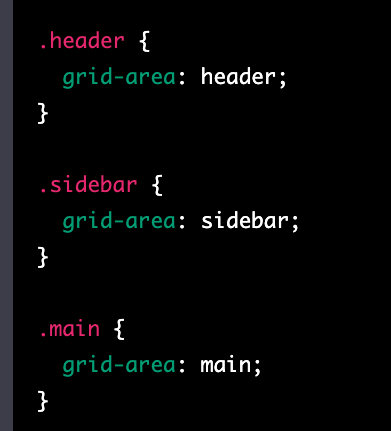 .header {
  grid-area: header;
}
.sidebar {
  grid-area: sidebar;
}
.main {
  grid-area: main;
}